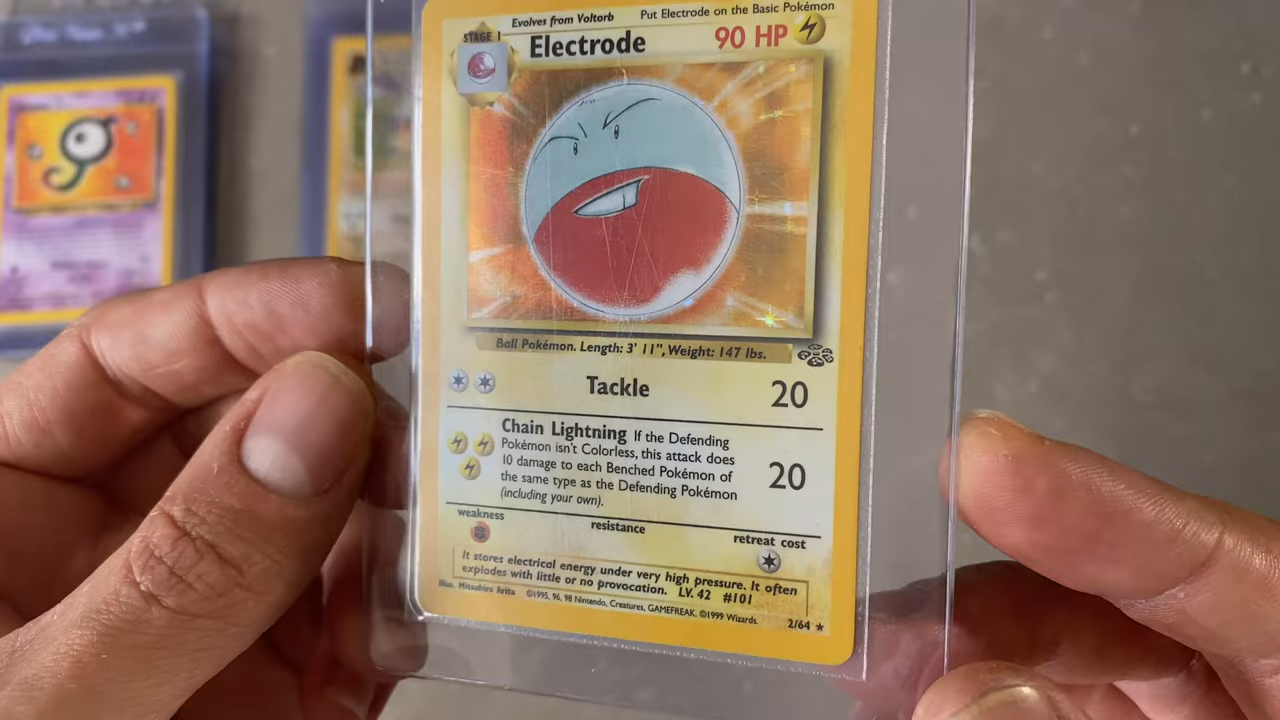 Evolves from Voltorb Put Electrode on the Basic Pokémon
STAGE 1
Electrode 90 HP
Ball Pokémon. Length: 3' 11", Weight: 147 lbs.
Tackle 20
Chain Lightning If the Defending
Pokémon isn't Colorless, this attack does
10 damage to each Benched Pokémon of
the same type as the Defending Pokémon
(including your own).
20
weakness resistance retreat cost
It stores electrical energy under very high pressure. It often
explodes with little or no provocation. LV. 42 #101
Illus. Mitsuhiro Arita ©1995, 96, 98 Nintendo, Creatures, GAMEFREAK. ©1999 Wizards. 2/64